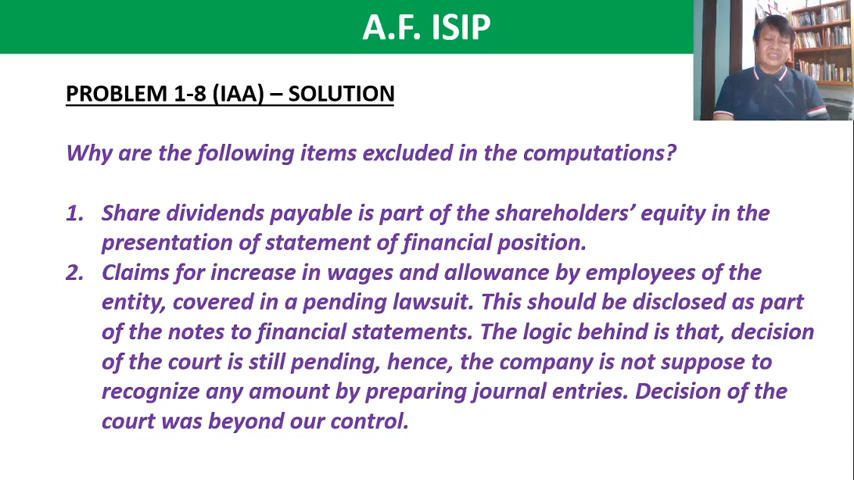 A.F. ISIP
PROBLEM 1-8 (IAA) – SOLUTION
Why are the following items excluded in the computations?
1. Share dividends payable is part of the shareholders’ equity in the
presentation of statement of financial position.
2. Claims for increase in wages and allowance by employees of the
entity, covered in a pending lawsuit. This should be disclosed as part
of the notes to financial statements. The logic behind is that, decision
of the court is still pending, hence, the company is not suppose to
recognize any amount by preparing journal entries. Decision of the
court was beyond our control.